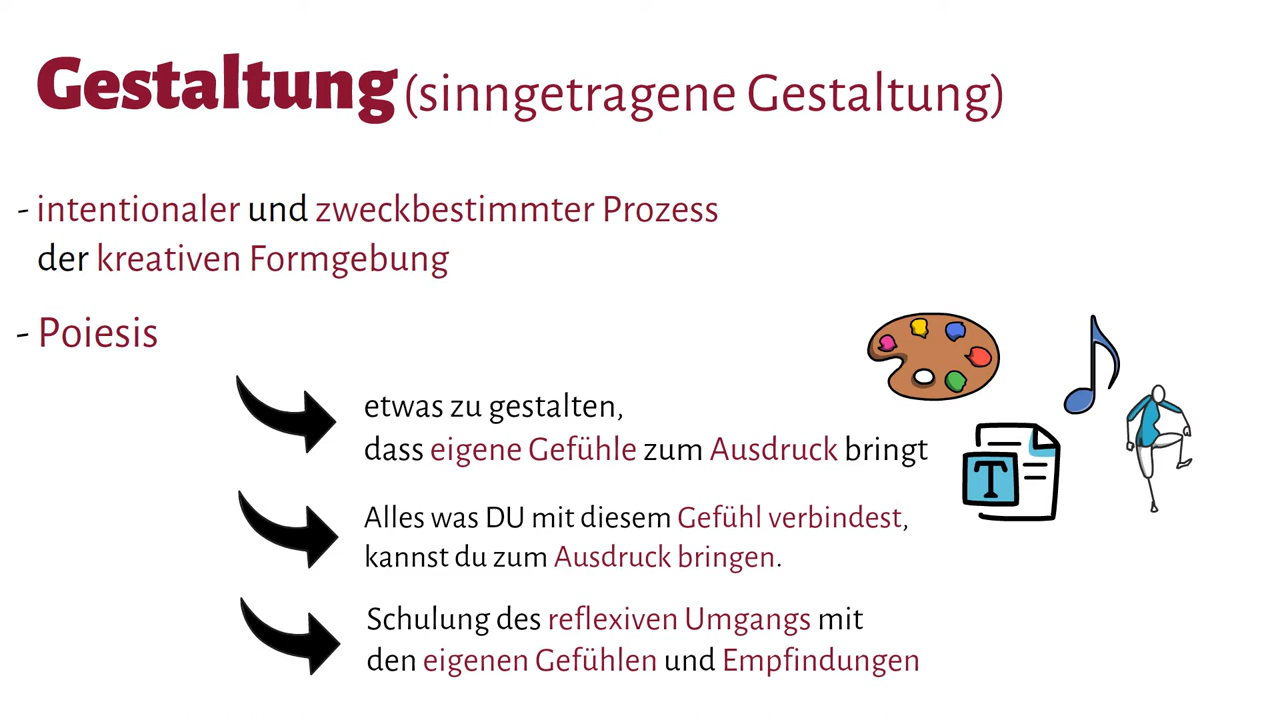 Gestaltung (sinngetragene Gestaltung)
- intentionaler und zweckbestimmter Prozess
der kreativen Formgebung
- Poiesis
etwas zu gestalten,
dass eigene Gefühle zum Ausdruck bringt
T
Alles was DU mit diesem Gefühl verbindest,
kannst du zum Ausdruck bringen.
Schulung des reflexiven Umgangs mit
den eigenen Gefühlen und Empfindungen